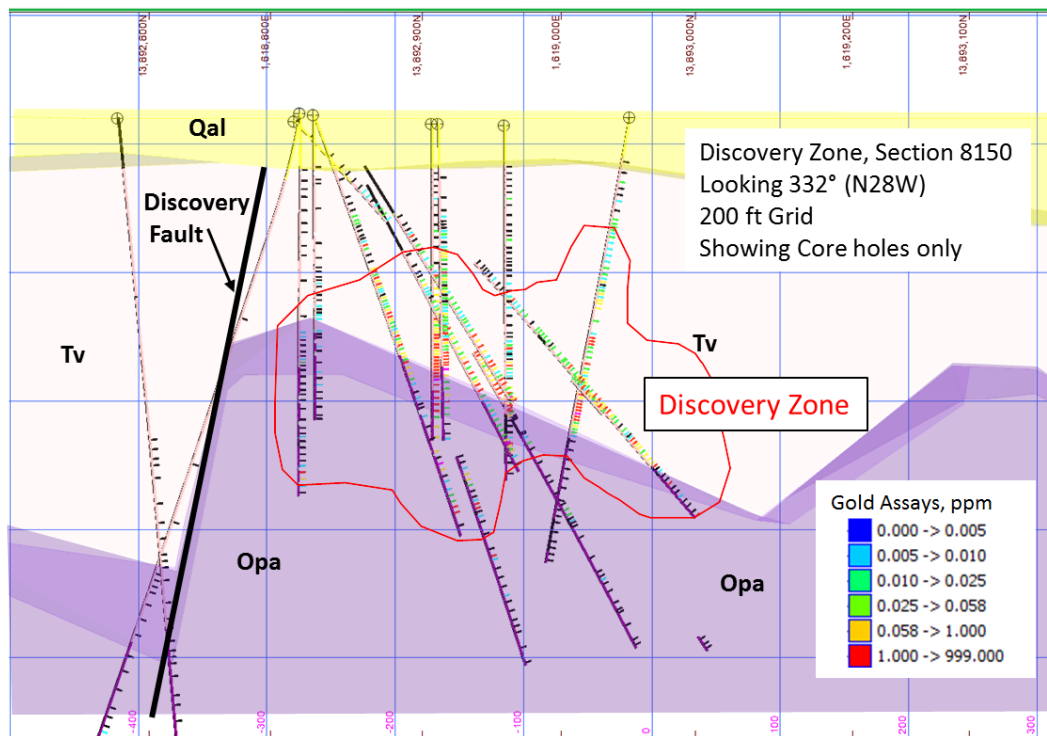 13,892,800N
1,618,800E
13,892,900N
1,619,000E
13,893,000N
1,619,200E
13,893,100N
Qal
Discovery Zone, Section 8150
Looking 332° (N28W)
200 ft Grid
Showing Core holes only
Discovery
Fault
Tv
Tv
Discovery Zone
Gold Assays, ppm
0.000 -> 0.005
0.005 -> 0.010
0.010 -> 0.025
0.025 -> 0.058
0.058 -> 1.000
1.000 -> 999.000
Opa
Opa
-400
-300
-200
-100
0
100
200
300